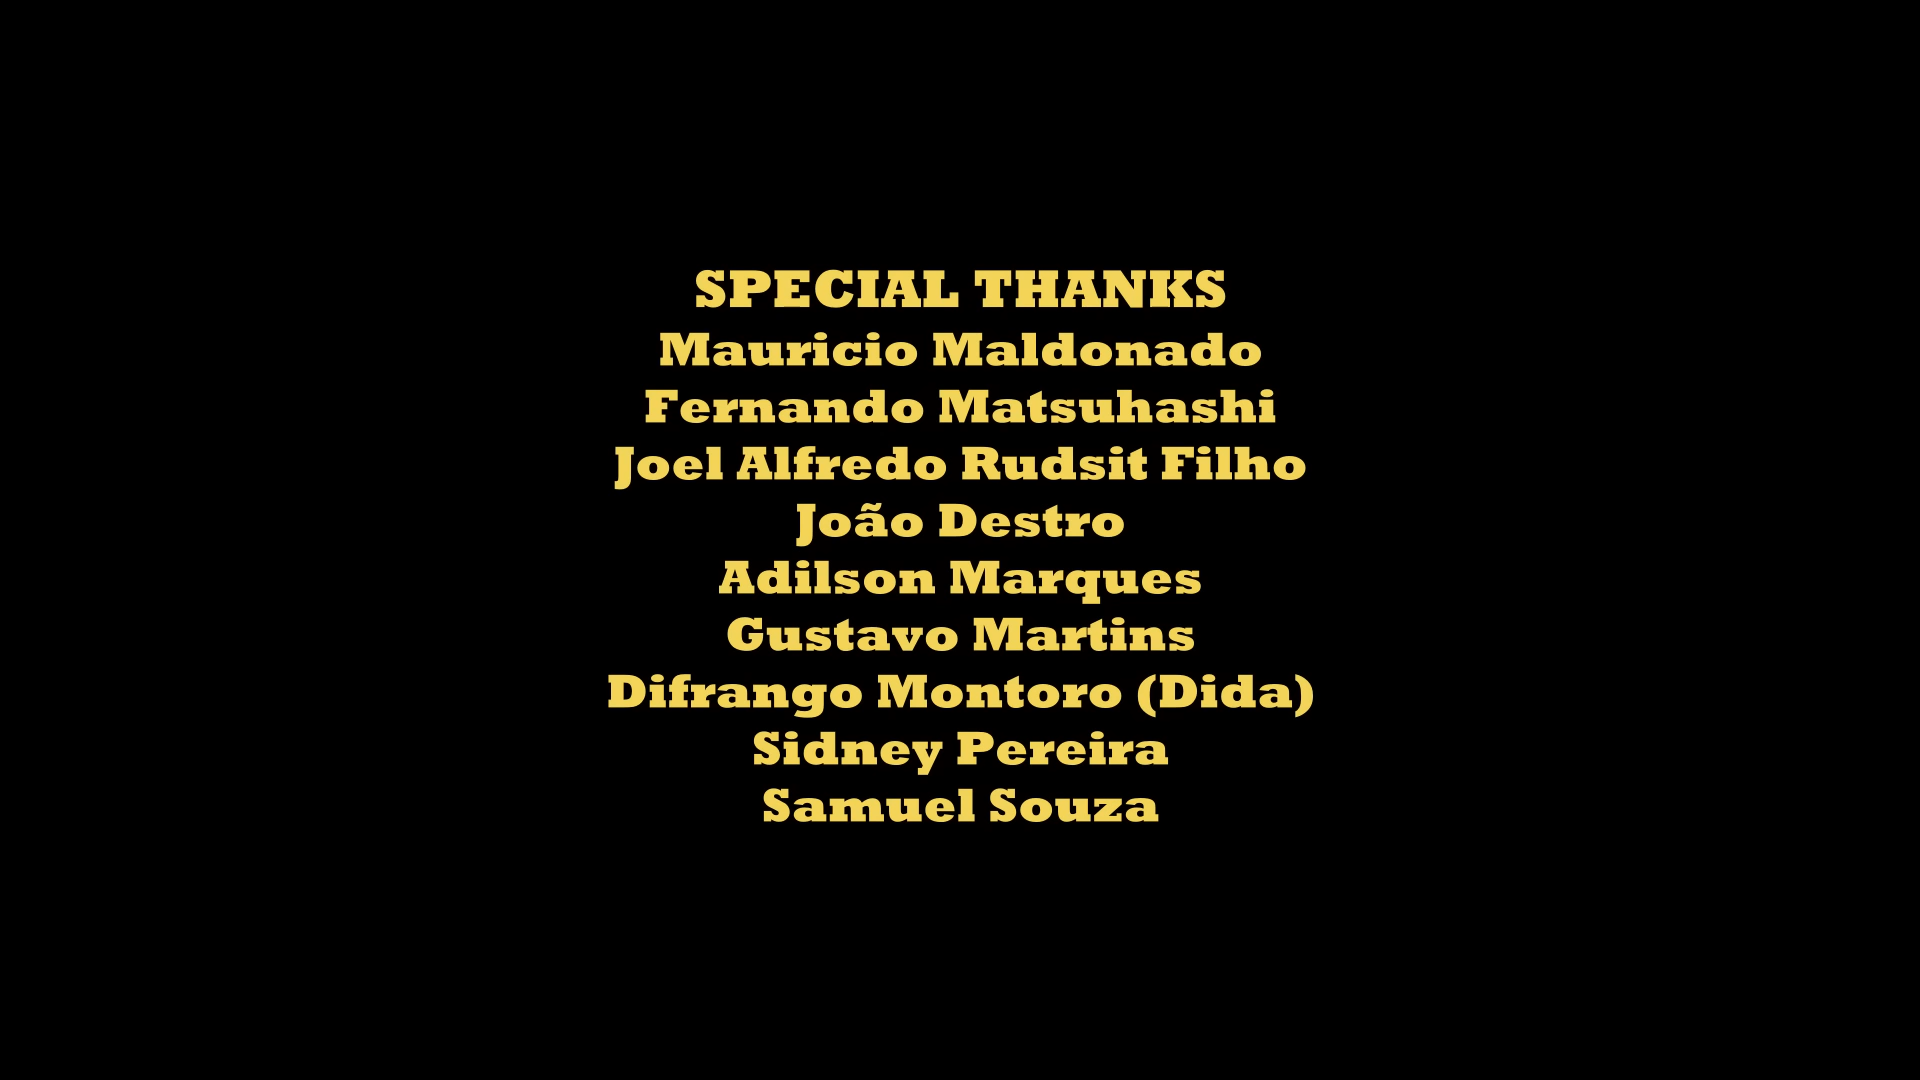 SPECIAL THANKS
Mauricio Maldonado
Fernando Matsuhashi
Joel Alfredo Rudsit Filho
João Destro
Adilson Marques
Gustavo Martins
Difrango Montoro (Dida)
Sidney Pereira
Samuel Souza